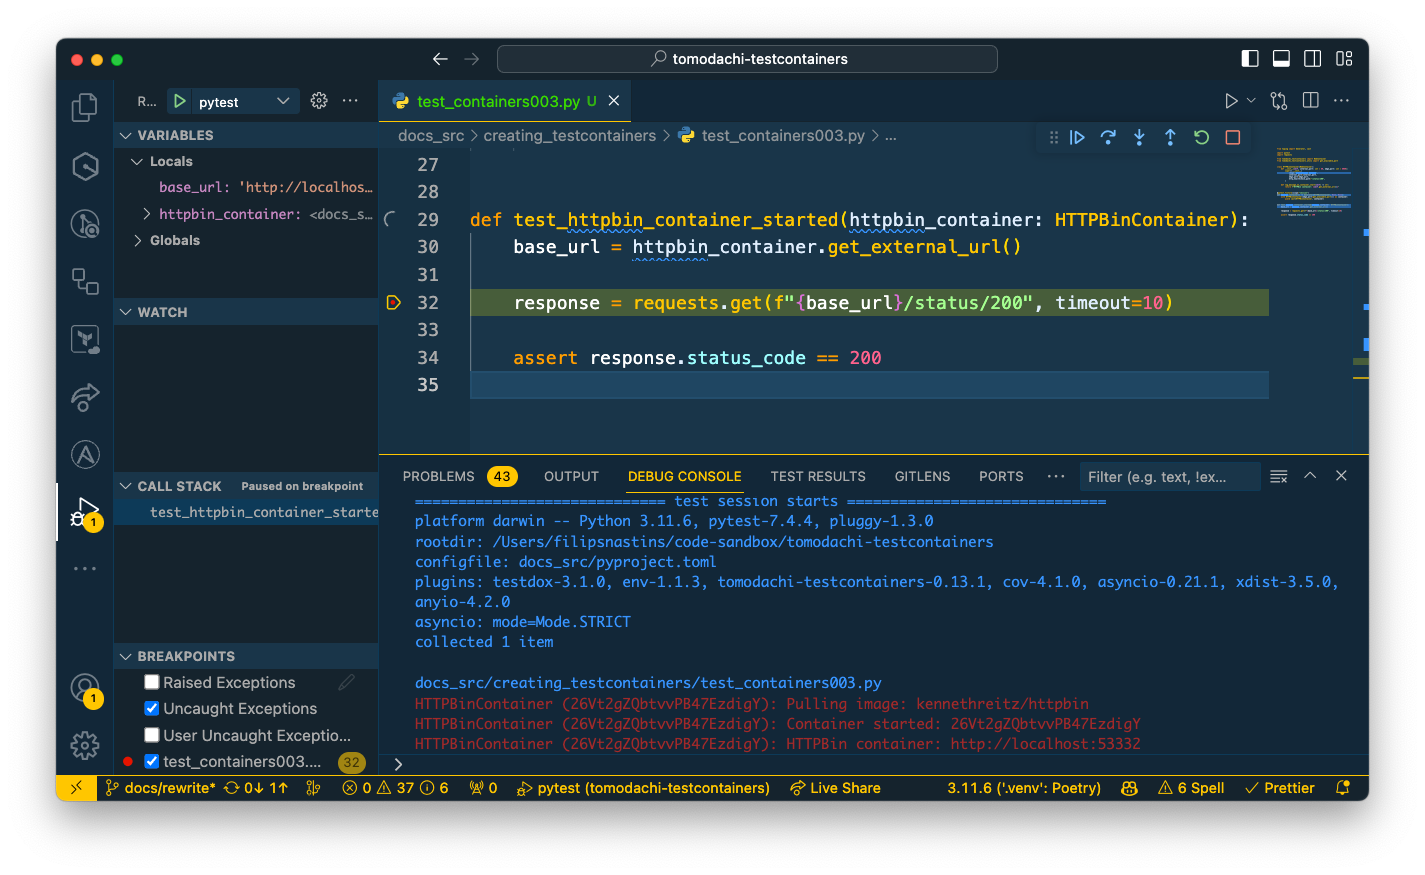 tomodachi-testcontainers
R...
pytest
test_containers003.py U
VARIABLES
Locals
base_url: 'http://localhos...
httpbin_container: <docs_s...
Globals
WATCH
CALL STACK Paused on breakpoint
test_httpbin_container_starte
BREAKPOINTS
Raised Exceptions
Uncaught Exceptions
User Uncaught Exceptio...
test_containers003.... 32
1
1
docs_src > creating_testcontainers > test_containers003.py > ...
27
28
29 def test_httpbin_container_started(httpbin_container: HTTPBinContainer):
30 base_url = httpbin_container.get_external_url()
31
32 response = requests.get(f"{base_url}/status/200", timeout=10)
33
34 assert response.status_code == 200
35
PROBLEMS 43 OUTPUT DEBUG CONSOLE TEST RESULTS GITLENS PORTS ... Filter (e.g. text, !ex...
============================= test session starts ==============================
platform darwin -- Python 3.11.6, pytest-7.4.4, pluggy-1.3.0
rootdir: /Users/filipsnastins/code-sandbox/tomodachi-testcontainers
configfile: docs_src/pyproject.toml
plugins: testdox-3.1.0, env-1.1.3, tomodachi-testcontainers-0.13.1, cov-4.1.0, asyncio-0.21.1, xdist-3.5.0,
anyio-4.2.0
asyncio: mode=Mode.STRICT
collected 1 item
docs_src/creating_testcontainers/test_containers003.py
HTTPBinContainer (26Vt2gZQbtvvPB47EzdigY): Pulling image: kennethreitz/httpbin
HTTPBinContainer (26Vt2gZQbtvvPB47EzdigY): Container started: 26Vt2gZQbtvvPB47EzdigY
HTTPBinContainer (26Vt2gZQbtvvPB47EzdigY): HTTPBin container: http://localhost:53332
>
docs/rewrite* 0↓ 1↑ 0 37 6 0 pytest (tomodachi-testcontainers) Live Share 3.11.6 ('.venv': Poetry) 6 Spell Prettier